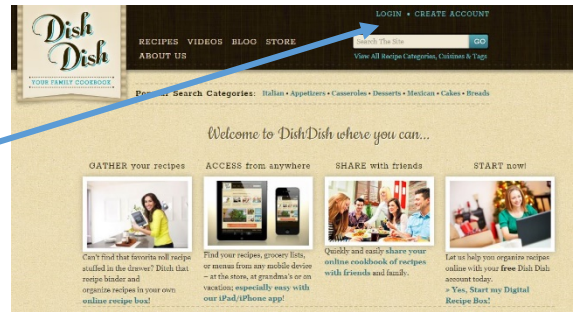 Dish
Dish
YOUR FAMILY COOKBOOK
LOGIN • CREATE ACCOUNT
RECIPES VIDEOS BLOG STORE
ABOUT US
Search The Site
GO
View All Recipe Categories, Cuisines & Tags
Search Categories: Italian • Appetizers • Casseroles • Desserts • Mexican • Cakes • Breads
Welcome to DishDish where you can...
GATHER your recipes
Can't find that favorite roll recipe
stuffed in the drawer? Ditch that
recipe binder and
organize recipes in your own
online recipe box!
ACCESS from anywhere
Find your recipes, grocery lists,
or menus from any mobile device
– at the store, at grandma's or on
vacation; especially easy with
our iPad/iPhone app!
SHARE with friends
Quickly and easily share your
online cookbook of recipes
with friends and family.
START now!
Let us help you organize recipes
online with your free Dish Dish
account today.
» Yes, Start my Digital
Recipe Box!